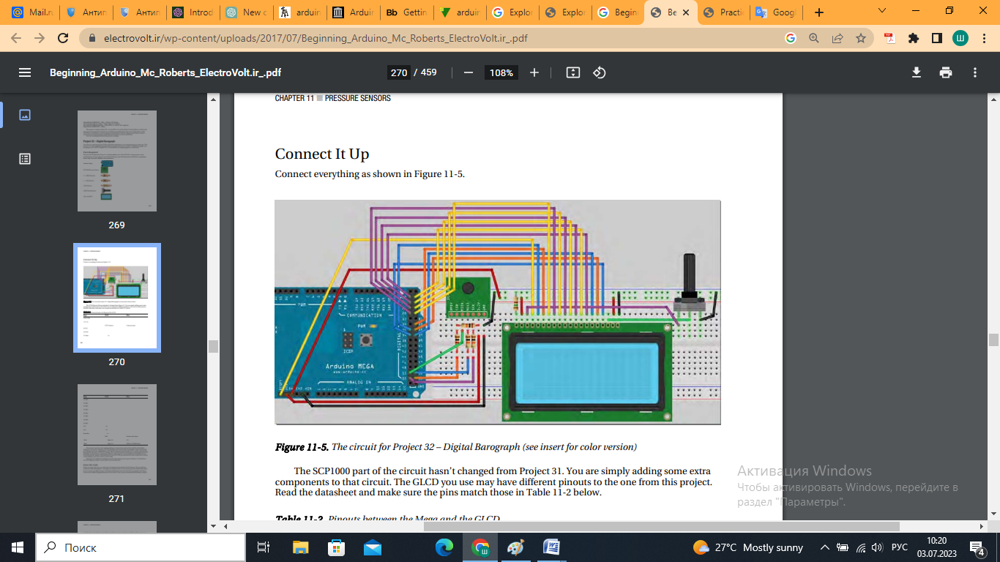 Mail.ru
Антип
Антип
Introd
New c
arduin
Arduin
Bb Gettin
arduin
Explor
Explor
Begin
Be
Practic
Googl
electrovolt.ir/wp-content/uploads/2017/07/Beginning_Arduino_Mc_Roberts_ElectroVolt.ir_.pdf
Ш
Beginning_Arduino_Mc_Roberts_ElectroVolt.ir_.pdf
270 / 459
108%
269
270
271
CHAPTER 11 ■ PRESSURE SENSORS
Connect It Up
Connect everything as shown in Figure 11-5.
PWM
COMMUNICATION
PWR
ICSP
DIGITAL
Arduino MEGA
www.arduino.cc
ANALOG IN
Figure 11-5. The circuit for Project 32 – Digital Barograph (see insert for color version)
The SCP1000 part of the circuit hasn't changed from Project 31. You are simply adding some extra
components to that circuit. The GLCD you use may have different pinouts to the one from this project.
Read the datasheet and make sure the pins match those in Table 11-2 below.
Table 11-2. Pinouts between the Mega and the GLCD
Активация Windows
Чтобы активировать Windows, перейдите в
раздел "Параметры".
Поиск
27°C Mostly sunny
РУС
10:20
03.07.2023
4